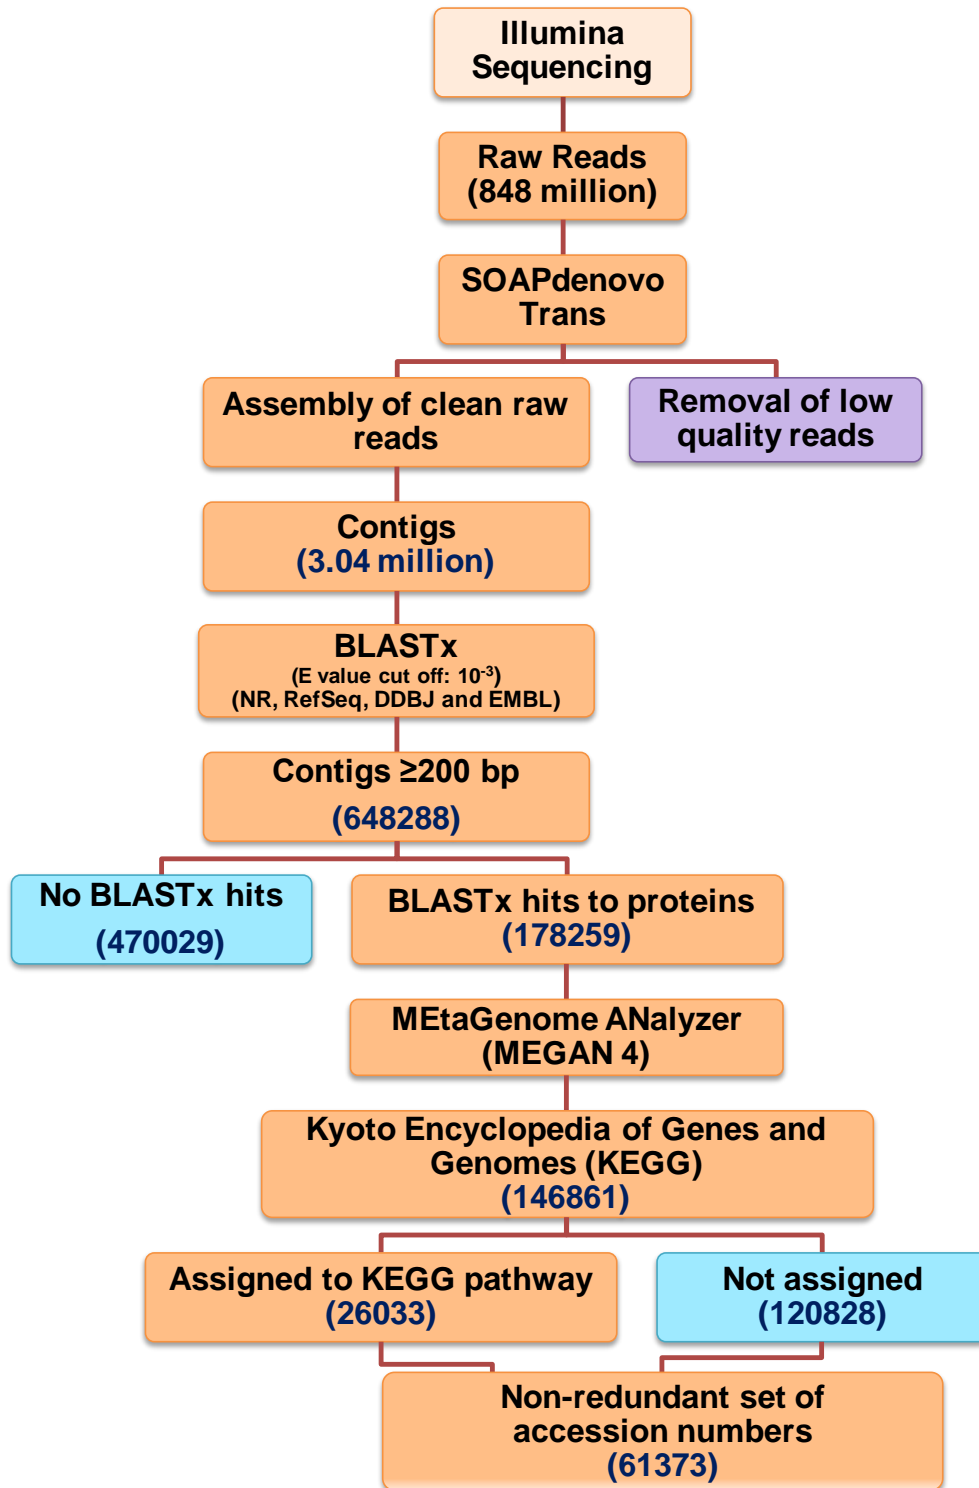 Illumina
Sequencing
Raw Reads
(848 million)
SOAPdenovo
Trans
Assembly of clean raw
reads
Removal of low
quality reads
Contigs
(3.04 million)
BLASTx
(E value cut off: 10⁻³)
(NR, RefSeq, DDBJ and EMBL)
Contigs ≥200 bp
(648288)
No BLASTx hits
(470029)
BLASTx hits to proteins
(178259)
MEtaGenome ANalyzer
(MEGAN 4)
Kyoto Encyclopedia of Genes and
Genomes (KEGG)
(146861)
Assigned to KEGG pathway
(26033)
Not assigned
(120828)
Non-redundant set of
accession numbers
(61373)